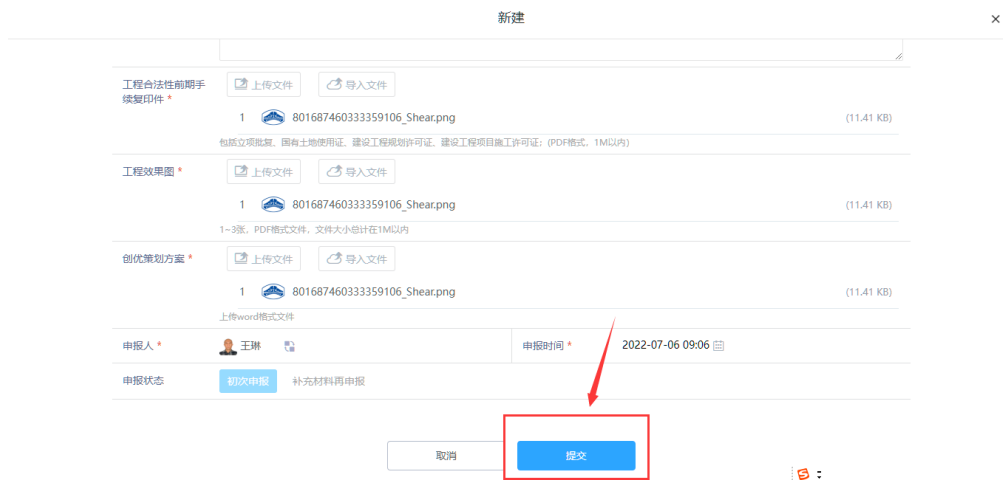 新建
×
工程合法性前期手
续复印件 *
上传文件 导入文件
1 801687460333359106_Shear.png (11.41 KB)
包括立项批复、国有土地使用证、建设工程规划许可证、建设工程项目施工许可证；(PDF格式，1M以内)
工程效果图 * 上传文件 导入文件
1 801687460333359106_Shear.png (11.41 KB)
1~3张，PDF格式文件，文件大小总计在1M以内
创优策划方案 * 上传文件 导入文件
1 801687460333359106_Shear.png (11.41 KB)
上传word格式文件
申报人 * 王琳 申报时间 * 2022-07-06 09:06
申报状态 初次申报 补充材料再申报
取消 提交
S